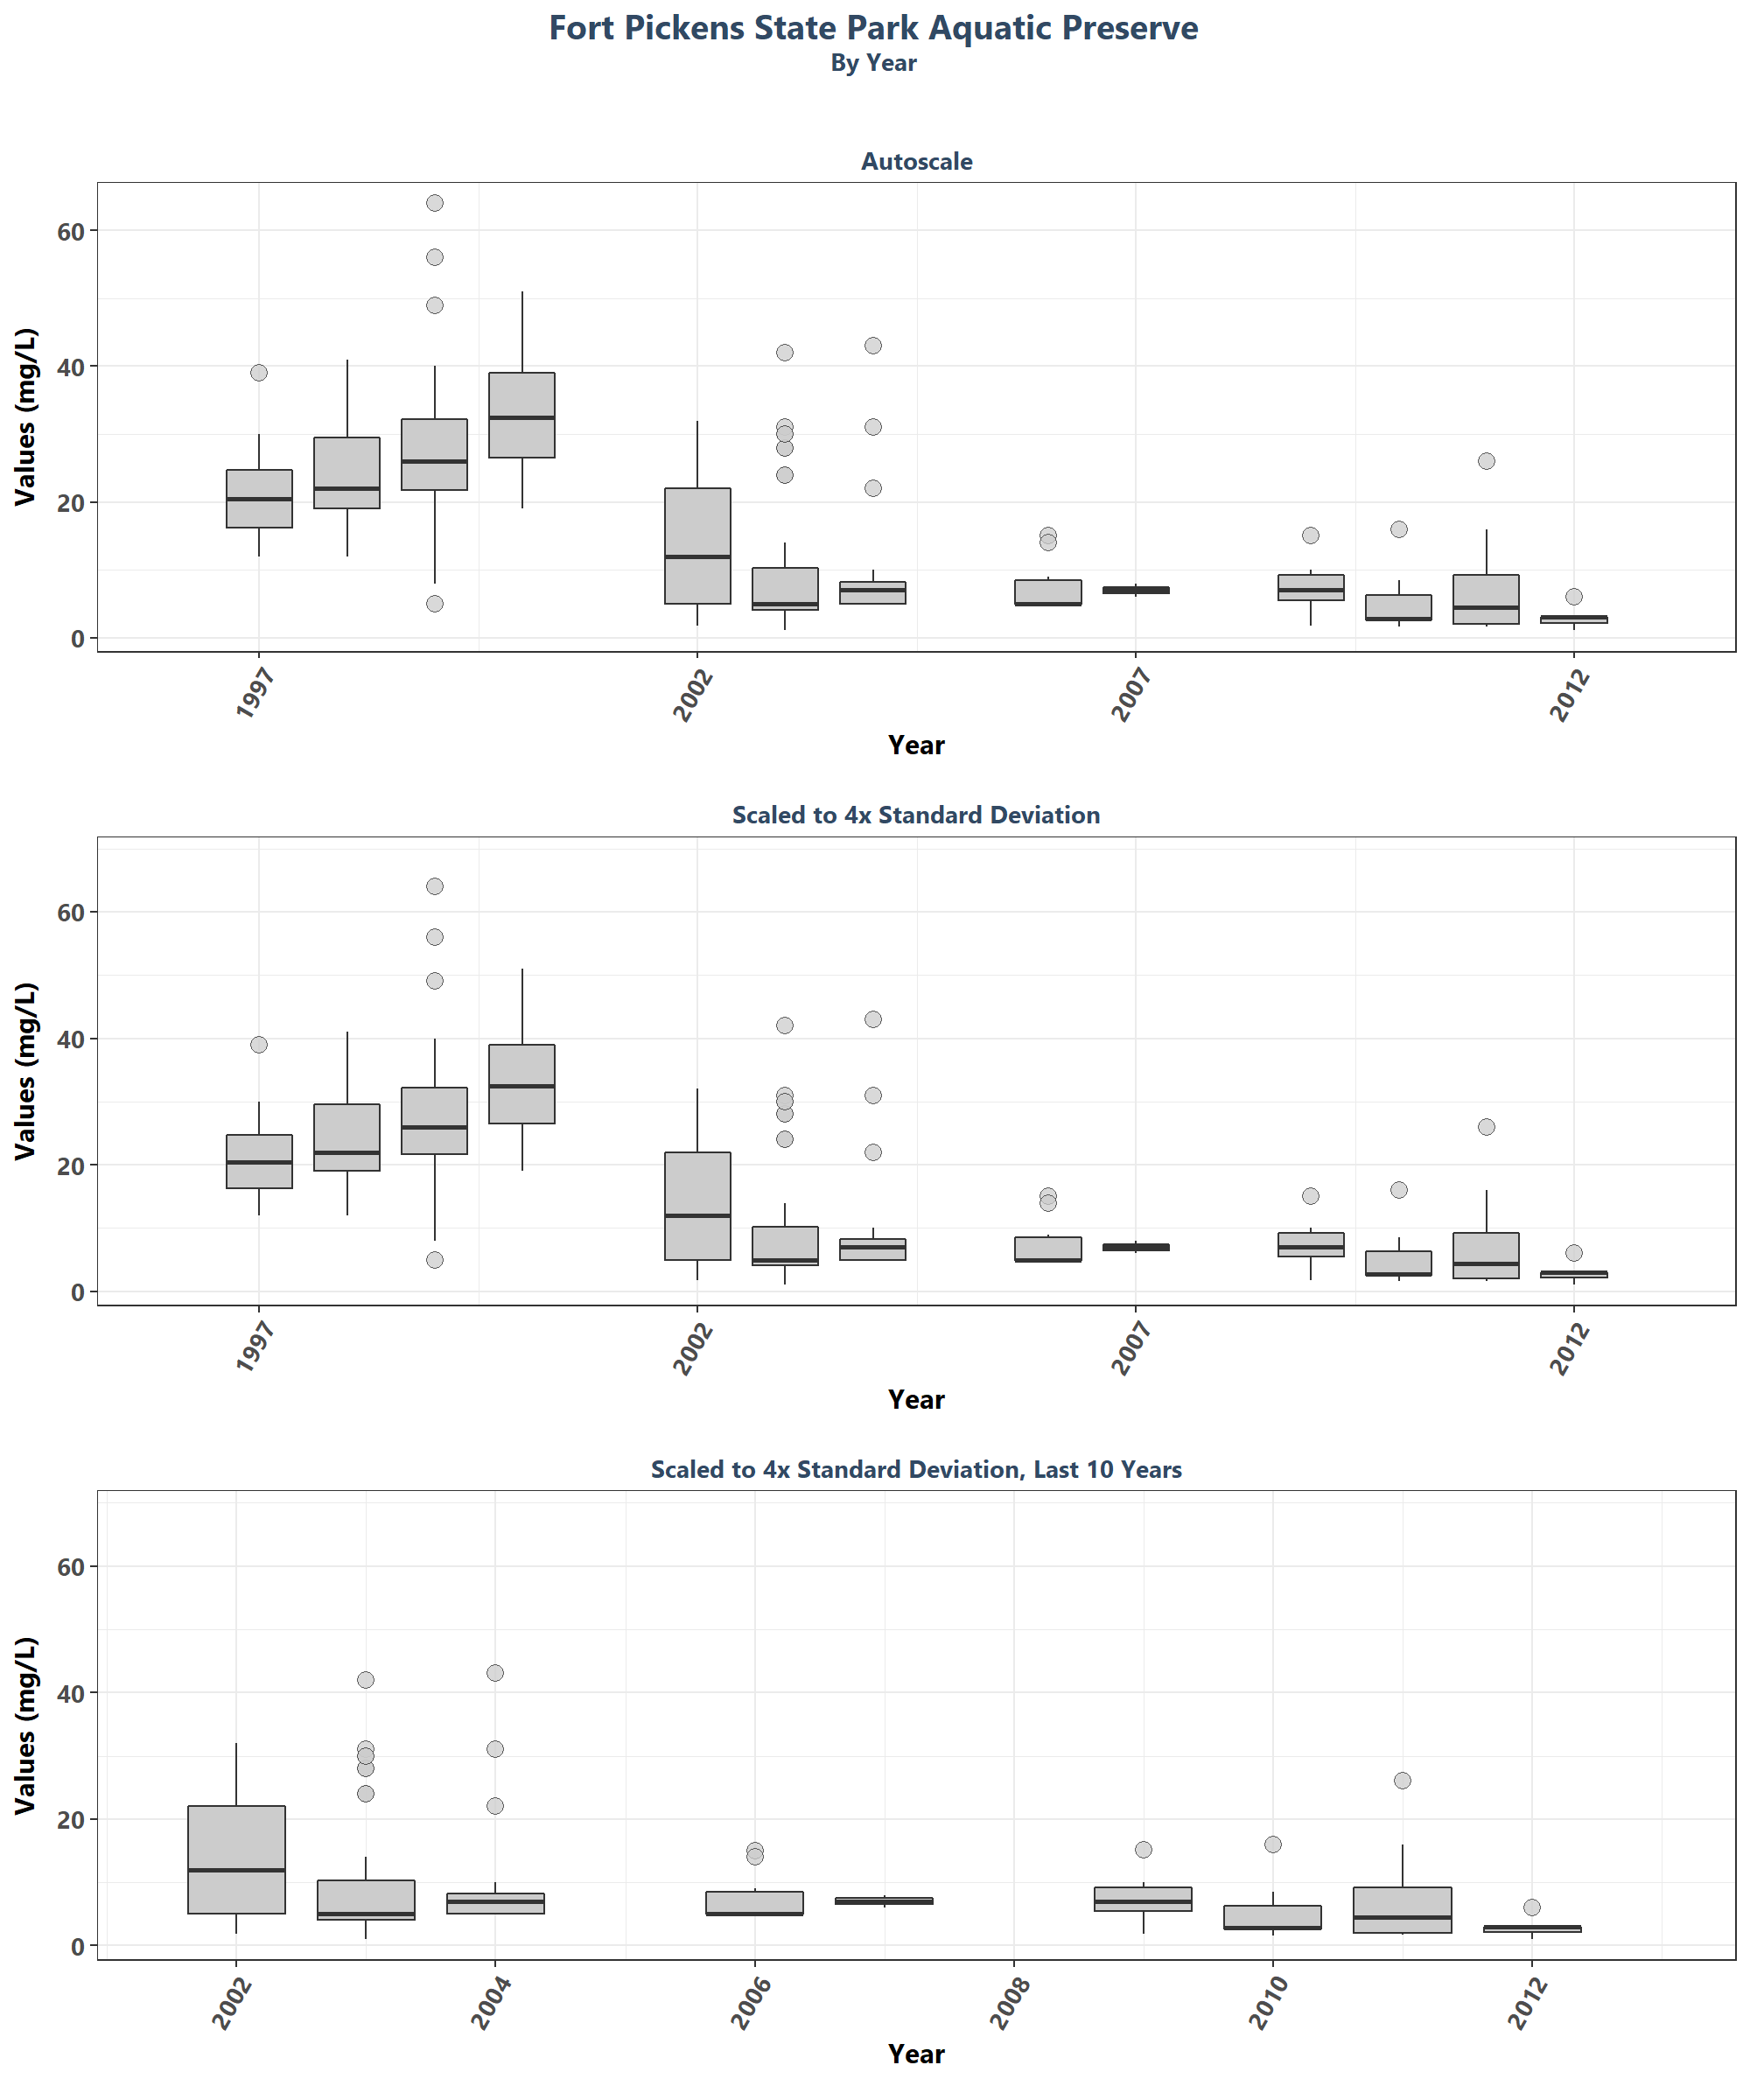 Fort Pickens State Park Aquatic Preserve
By Year
Autoscale
Values (mg/L)
60
40
20
0
1997
2002
2007
2012
Year
Scaled to 4x Standard Deviation
Values (mg/L)
60
40
20
0
1997
2002
2007
2012
Year
Scaled to 4x Standard Deviation, Last 10 Years
Values (mg/L)
60
40
20
0
2002
2004
2006
2008
2010
2012
Year